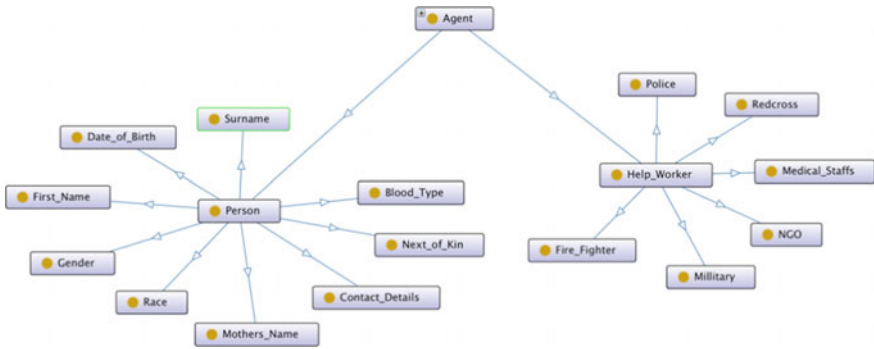 Agent
Police
Redcross
Surname
Date_of_Birth
Medical_Staffs
Help_Worker
Blood_Type
First_Name
Person
NGO
Next_of_Kin
Fire_Fighter
Gender
Millitary
Contact_Details
Race
Mothers_Name